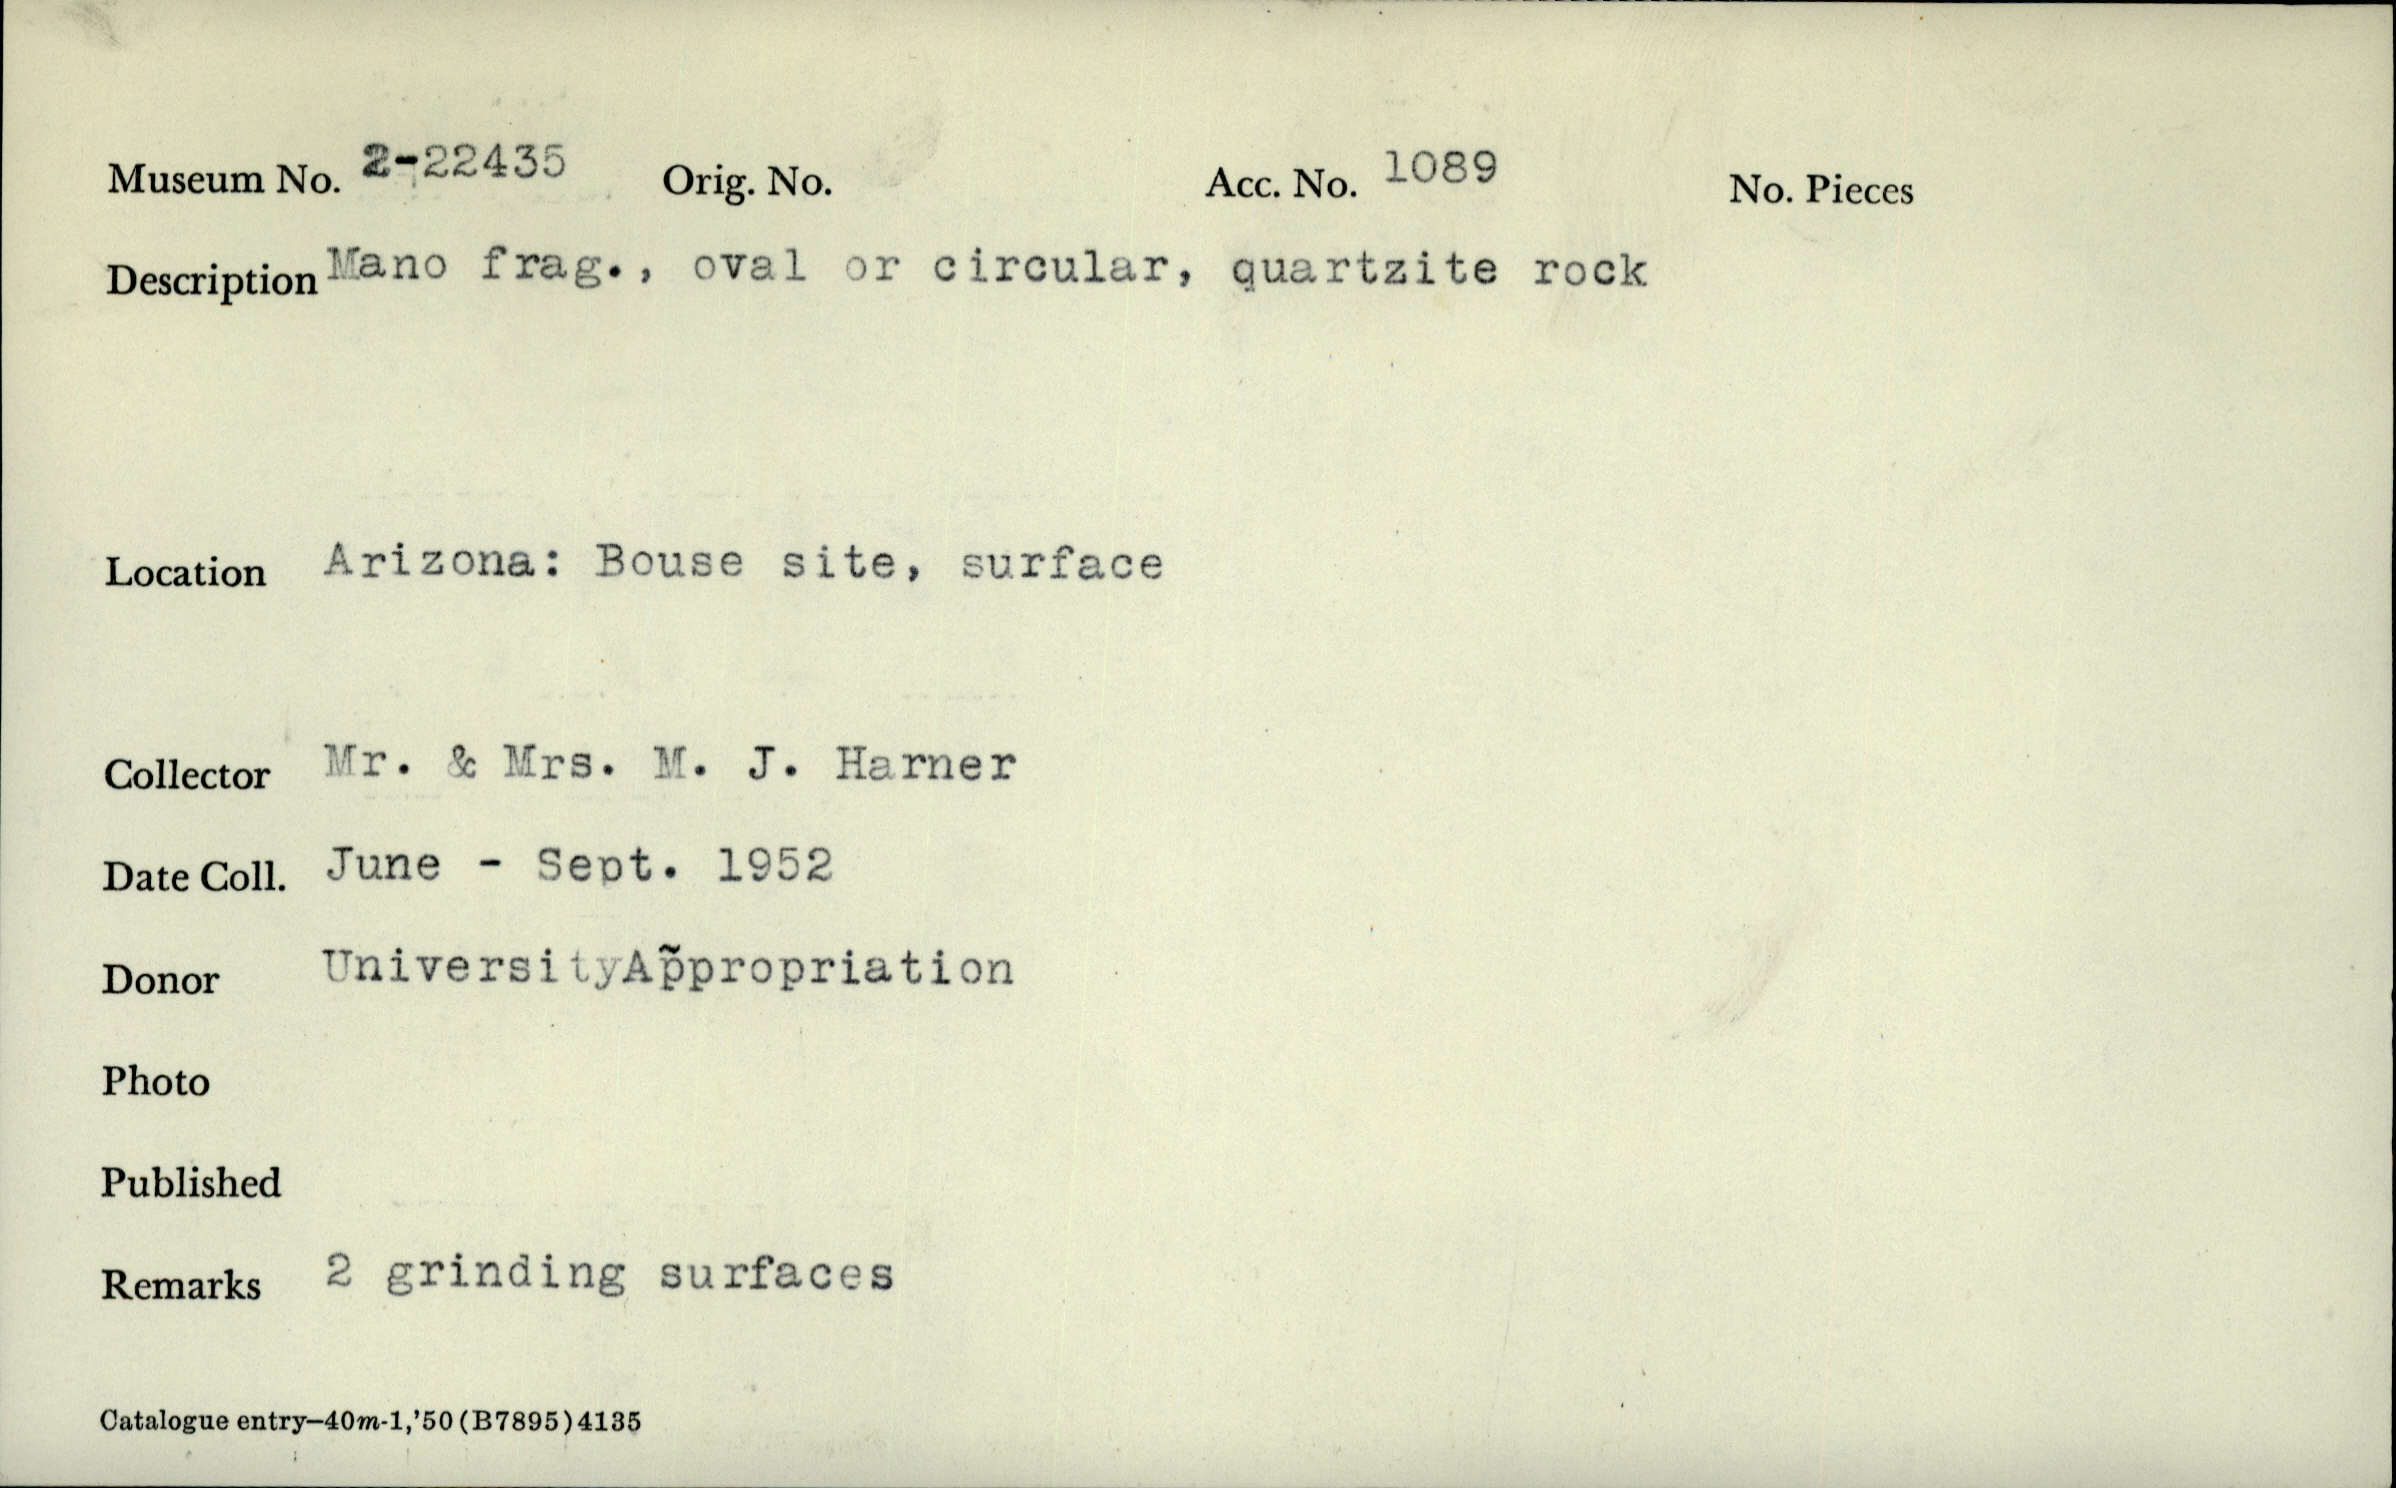 Museum No. 2-22435 Orig. No. Acc. No. 1089 No. Pieces
Description Mano frag., oval or circular, quartzite rock
Location Arizona: Bouse site, surface
Collector Mr. & Mrs. M. J. Harner
Date Coll. June - Sept. 1952
Donor UniversityAppropriation
Photo
Published
Remarks 2 grinding surfaces
Catalogue entry—40m-1,'50(B7895)4135